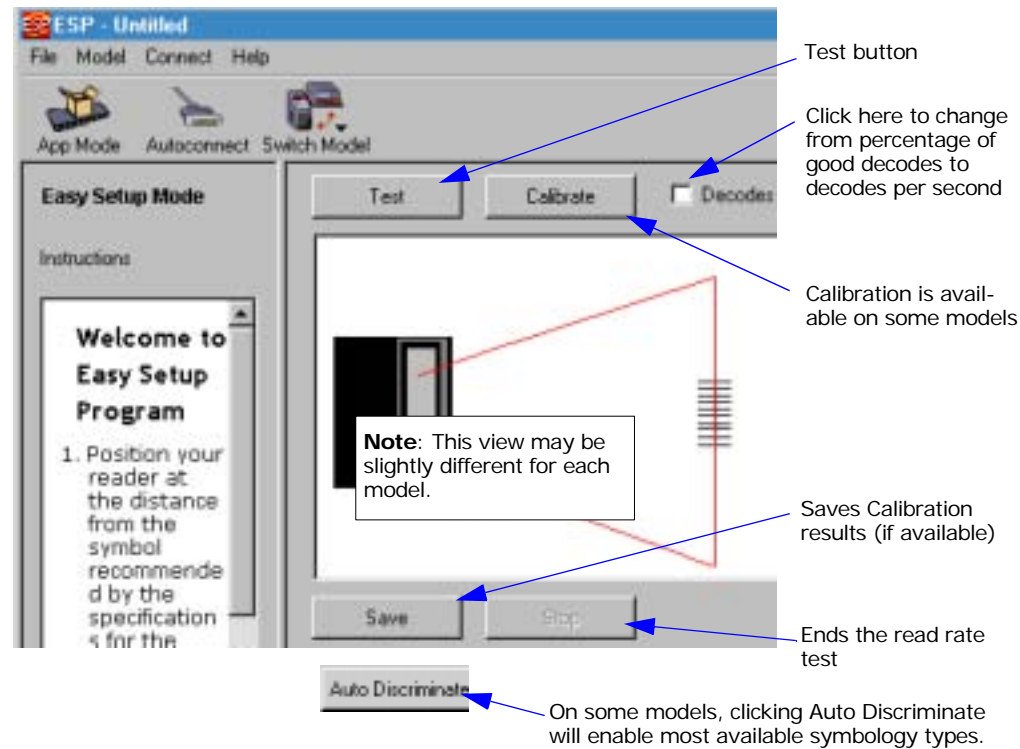 ESP - Untitled
File Model Connect Help
App Mode Autoconnect Switch Model
Easy Setup Mode
Instructions
Welcome to
Easy Setup
Program
1. Position your
reader at
the distance
from the
symbol
recommende
d by the
specification
s for the
Test Calibrate Decodes
Note: This view may be
slightly different for each
model.
Save Stop
Auto Discriminate
Test button
Click here to change
from percentage of
good decodes to
decodes per second
Calibration is avail-
able on some models
Saves Calibration
results (if available)
Ends the read rate
test
On some models, clicking Auto Discriminate
will enable most available symbology types.